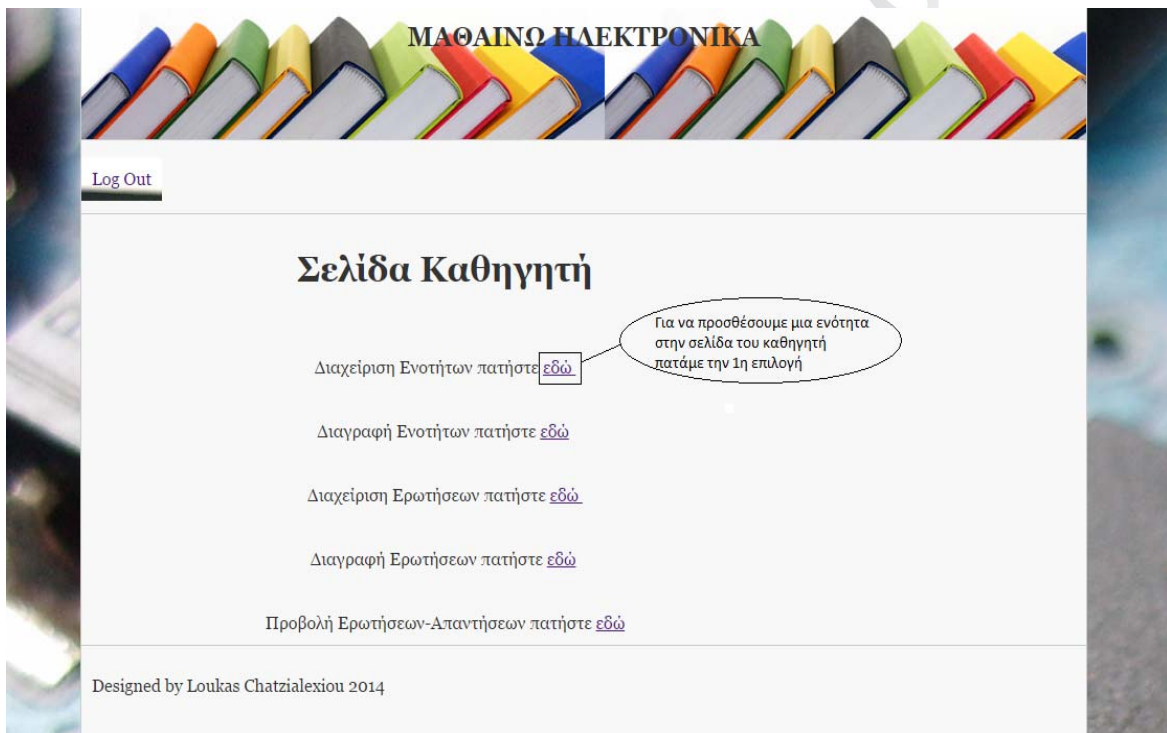 ΜΑΘΑΙΝΩ ΗΛΕΚΤΡΟΝΙΚΑ
Log Out
Σελίδα Καθηγητή
Για να προσθέσουμε μια ενότητα
στην σελίδα του καθηγητή
πατάμε την 1η επιλογή
Διαχείριση Ενοτήτων πατήστε εδώ
Διαγραφή Ενοτήτων πατήστε εδώ
Διαχείριση Ερωτήσεων πατήστε εδώ
Διαγραφή Ερωτήσεων πατήστε εδώ
Προβολή Ερωτήσεων-Απαντήσεων πατήστε εδώ
Designed by Loukas Chatzialexiou 2014